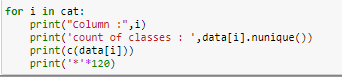 for i in cat:
    print("Column :",i)
    print('count of classes : ',data[i].nunique())
    print(c(data[i]))
    print('*'*120)